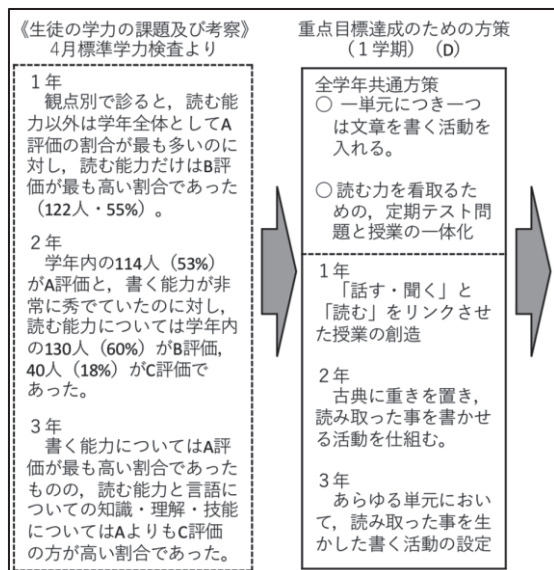 《生徒の学力の課題及び考察》
4月標準学力検査より
1年
観点別で診ると，読む能
力以外は学年全体としてA
評価の割合が最も多いのに
対し，読む能力だけはB評
価が最も高い割合であった
（122人・55%）。
2年
学年内の114人（53%）
がA評価と，書く能力が非
常に秀でていたのに対し，
読む能力については学年内
の130人（60%）がB評価，
40人（18%）がC評価で
あった。
3年
書く能力についてはA評
価が最も高い割合であった
ものの，読む能力と言語に
ついての知識・理解・技能
についてはAよりもC評価
の方が高い割合であった。
重点目標達成のための方策
（1学期）（D）
全学年共通方策
○ 一単元につき一つ
は文章を書く活動を
入れる。
○ 読む力を看取るた
めの，定期テスト問
題と授業の一体化
1年
「話す・聞く」と
「読む」をリンクさせ
た授業の創造
2年
古典に重きを置き，
読み取った事を書かせ
る活動を仕組む。
3年
あらゆる単元におい
て，読み取った事を生
かした書く活動の設定